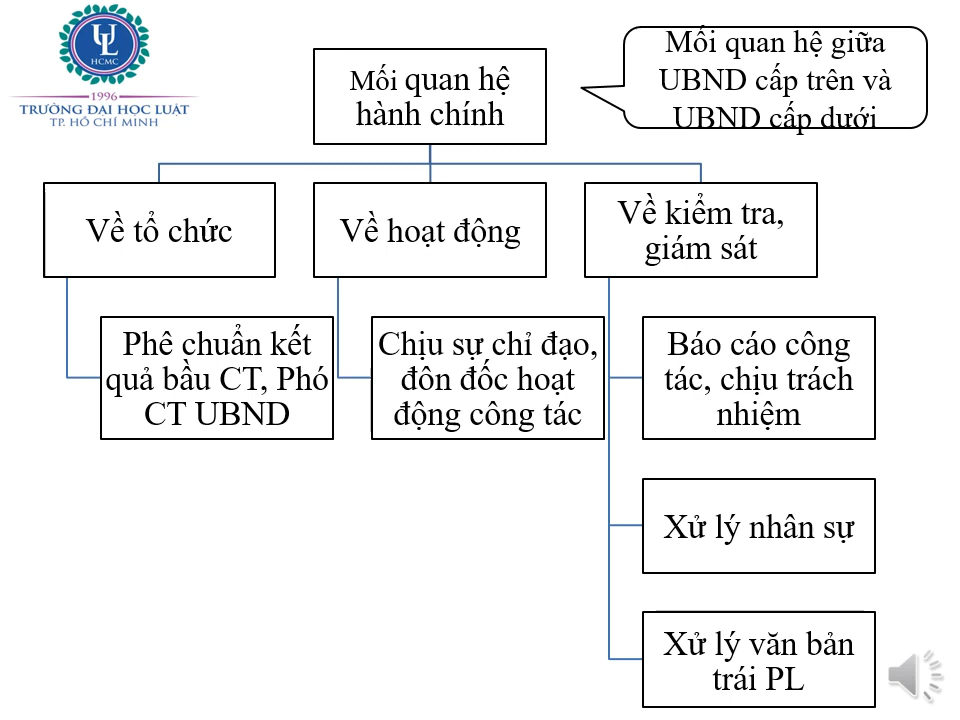 UL
HCMC
1996
TRƯỜNG ĐẠI HỌC LUẬT
TP. HỒ CHÍ MINH
Mối quan hệ
hành chính
Mối quan hệ giữa
UBND cấp trên và
UBND cấp dưới
Về tổ chức
Về hoạt động
Về kiểm tra,
giám sát
Phê chuẩn kết
quả bầu CT, Phó
CT UBND
Chịu sự chỉ đạo,
đôn đốc hoạt
động công tác
Báo cáo công
tác, chịu trách
nhiệm
Xử lý nhân sự
Xử lý văn bản
trái PL